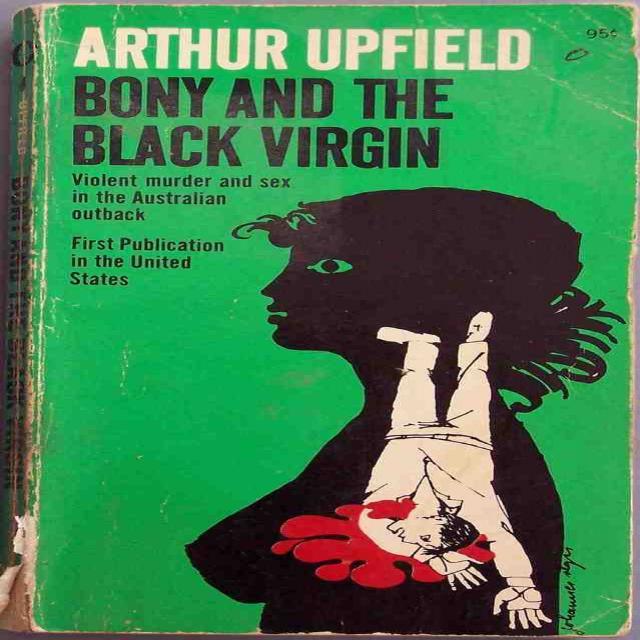 ARTHUR UPFIELD
95¢
BONY AND THE
BLACK VIRGIN
Violent murder and sex
in the Australian
outback
First Publication
in the United
States